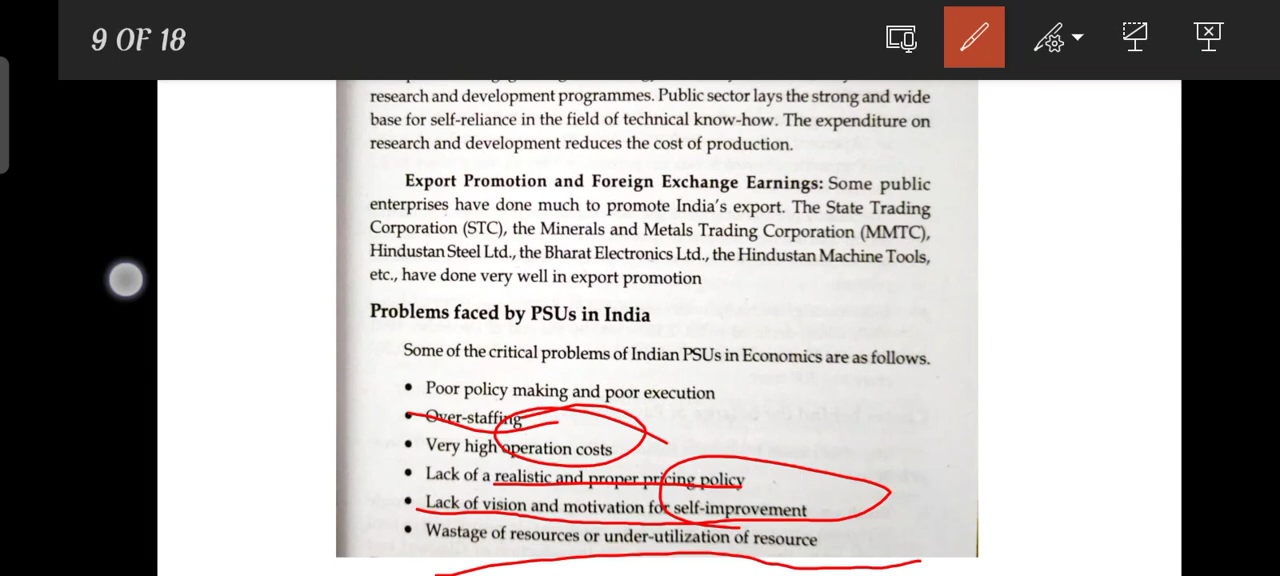 9 OF 18
research and development programmes. Public sector lays the strong and wide
base for self-reliance in the field of technical know-how. The expenditure on
research and development reduces the cost of production.
Export Promotion and Foreign Exchange Earnings: Some public
enterprises have done much to promote India's export. The State Trading
Corporation (STC), the Minerals and Metals Trading Corporation (MMTC),
Hindustan Steel Ltd., the Bharat Electronics Ltd., the Hindustan Machine Tools,
etc., have done very well in export promotion
Problems faced by PSUs in India
Some of the critical problems of Indian PSUs in Economics are as follows.
• Poor policy making and poor execution
• Over-staffing
• Very high operation costs
• Lack of a realistic and proper pricing policy
• Lack of vision and motivation for self-improvement
• Wastage of resources or under-utilization of resource